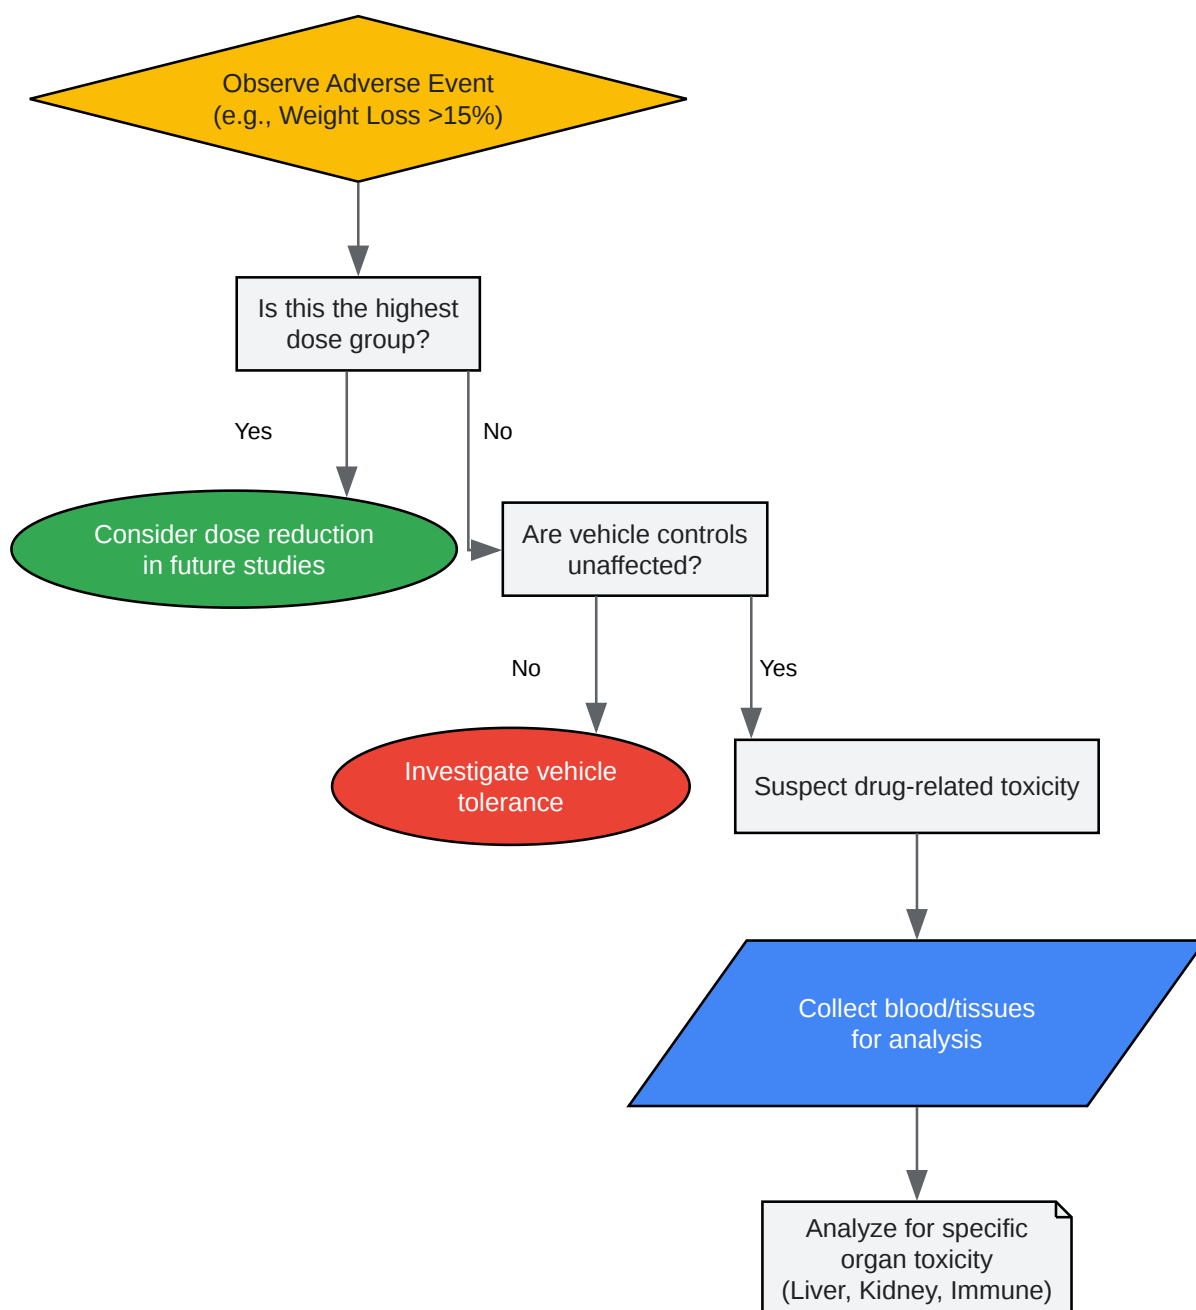 Observe Adverse Event
(e.g., Weight Loss >15%)
Is this the highest
dose group?
Yes
No
Consider dose reduction
in future studies
Are vehicle controls
unaffected?
No
Yes
Investigate vehicle
tolerance
Suspect drug-related toxicity
Collect blood/tissues
for analysis
Analyze for specific
organ toxicity
(Liver, Kidney, Immune)